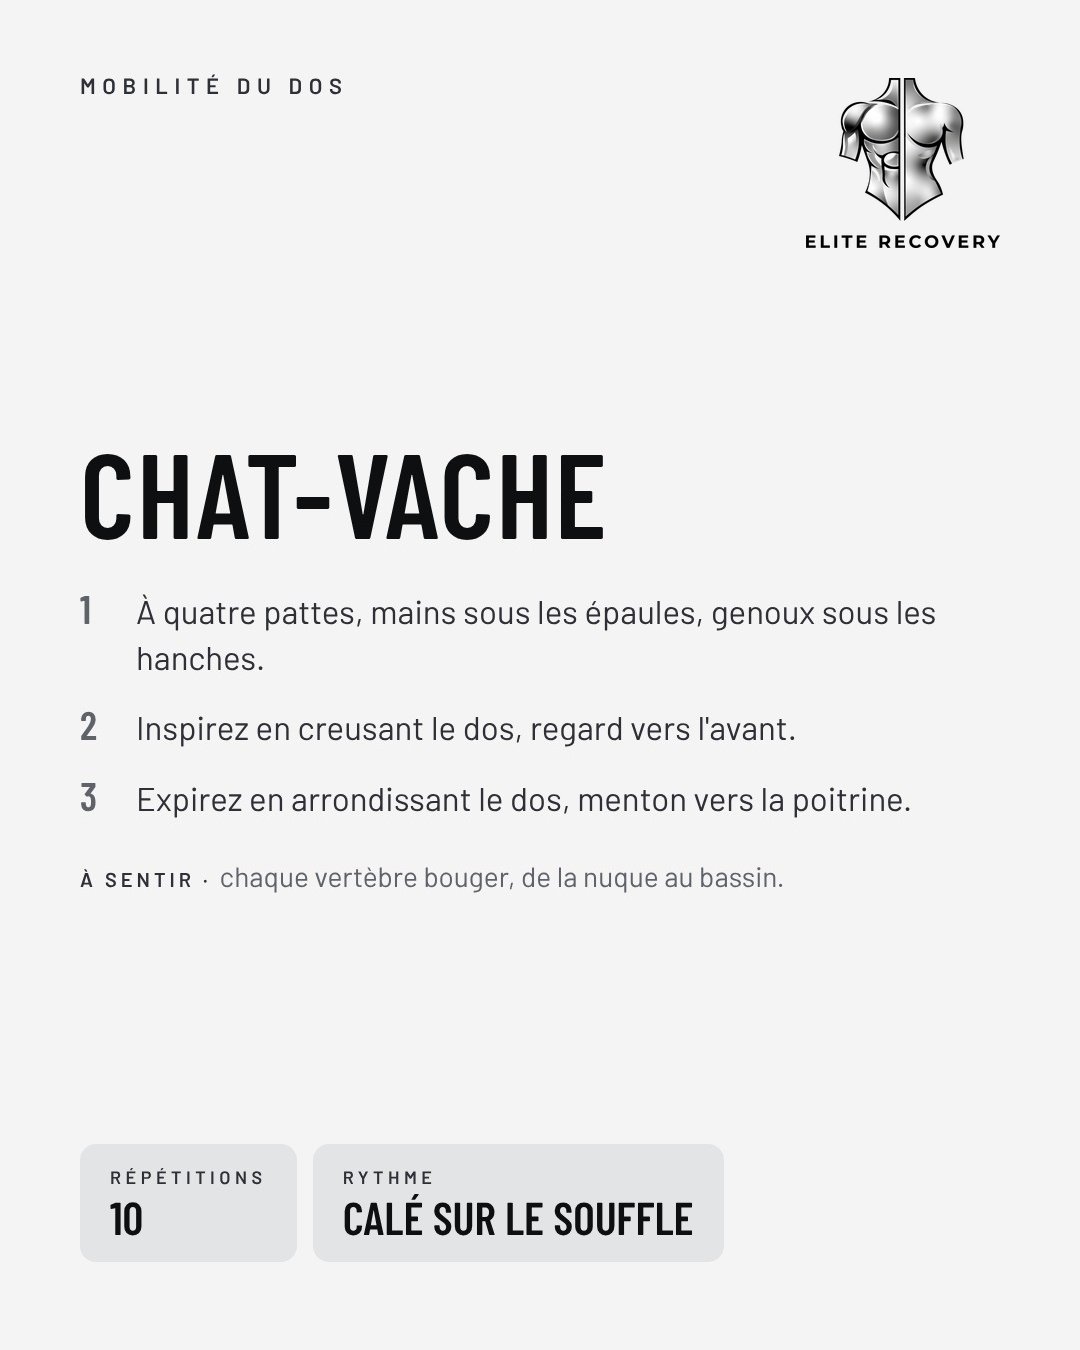 MOBILITÉ DU DOS
ELITE RECOVERY
CHAT-VACHE
1 À quatre pattes, mains sous les épaules, genoux sous les
hanches.
2 Inspirez en creusant le dos, regard vers l'avant.
3 Expirez en arrondissant le dos, menton vers la poitrine.
À SENTIR · chaque vertèbre bouger, de la nuque au bassin.
RÉPÉTITIONS
10
RYTHME
CALÉ SUR LE SOUFFLE